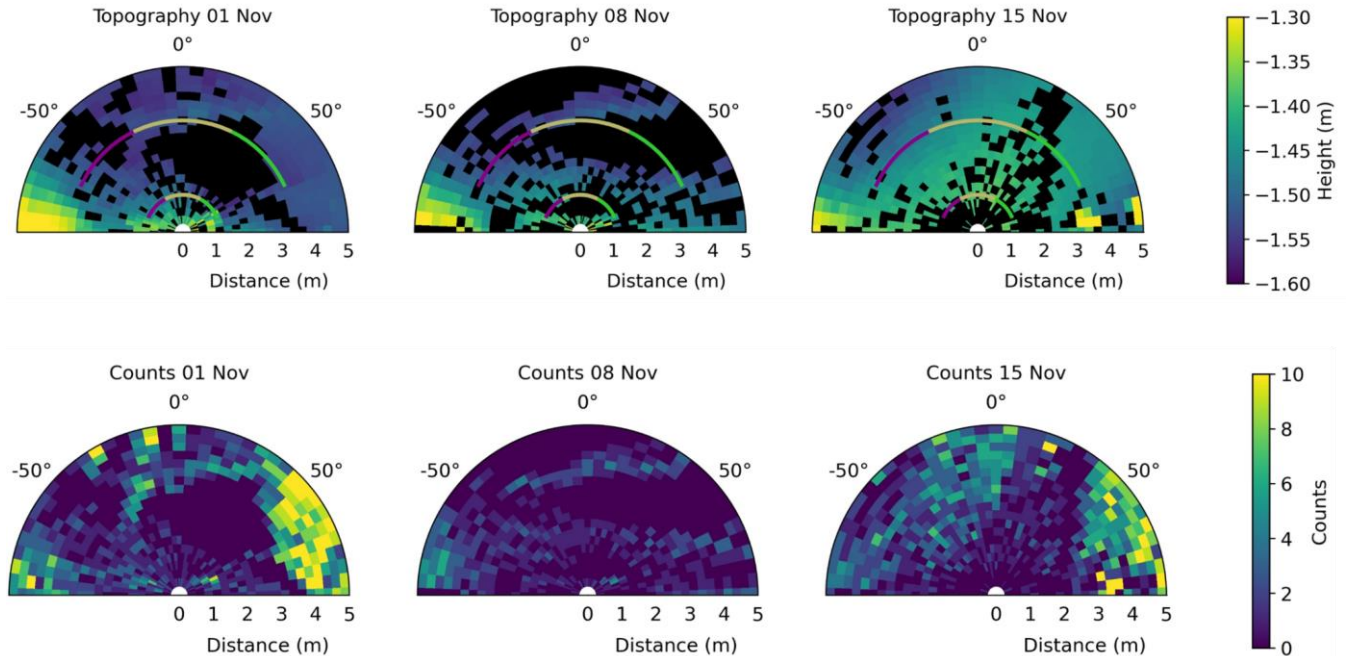 Topography 01 Nov
0°
-50°
50°
0 1 2 3 4 5
Distance (m)
Topography 08 Nov
0°
-50°
50°
0 1 2 3 4 5
Distance (m)
Topography 15 Nov
0°
-50°
50°
0 1 2 3 4 5
Distance (m)
−1.30
−1.35
−1.40
−1.45
−1.50
−1.55
−1.60
Height (m)
Counts 01 Nov
0°
-50°
50°
0 1 2 3 4 5
Distance (m)
Counts 08 Nov
0°
-50°
50°
0 1 2 3 4 5
Distance (m)
Counts 15 Nov
0°
-50°
50°
0 1 2 3 4 5
Distance (m)
10
8
6
4
2
0
Counts